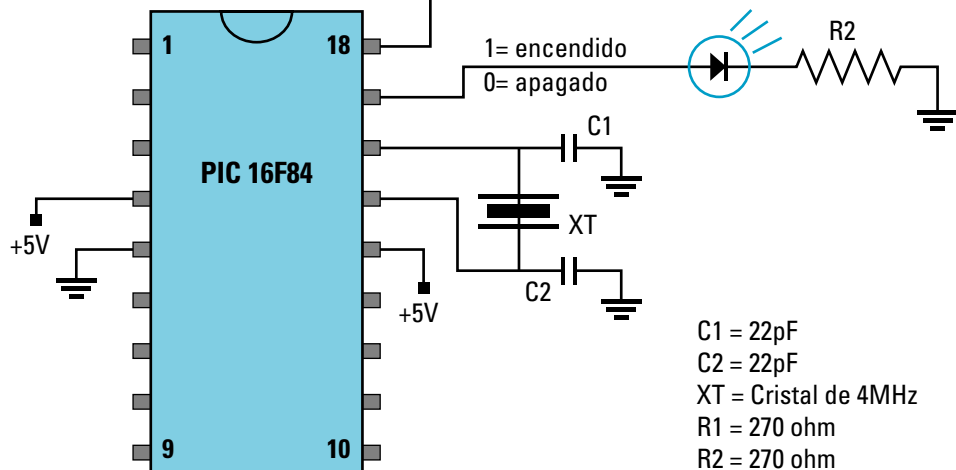 1
18
1= encendido
0= apagado
R2
C1
PIC 16F84
XT
+5V
C2
+5V
9
10
C1 = 22pF
C2 = 22pF
XT = Cristal de 4MHz
R1 = 270 ohm
R2 = 270 ohm